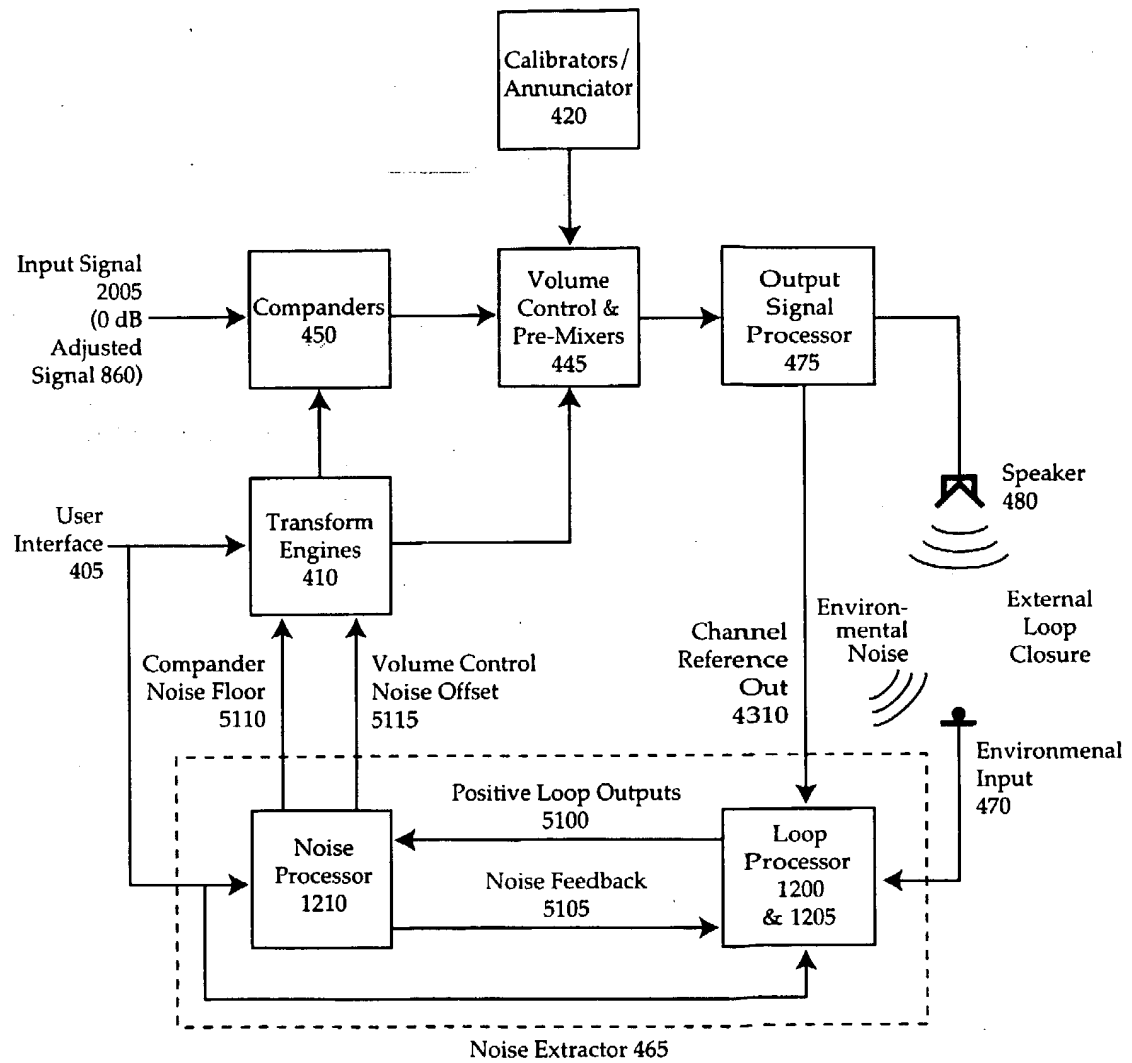 Calibrators/
Annunciator
420
Input Signal
2005
(0 dB
Adjusted
Signal 860)
Companders
450
Volume
Control &
Pre-Mixers
445
Output
Signal
Processor
475
Speaker
480
User
Interface
405
Transform
Engines
410
Environ-
mental
Noise
External
Loop
Closure
Channel
Reference
Out
4310
Compander
Noise Floor
5110
Volume Control
Noise Offset
5115
Environmenal
Input
470
Positive Loop Outputs
5100
Noise
Processor
1210
Noise Feedback
5105
Loop
Processor
1200
& 1205
Noise Extractor 465